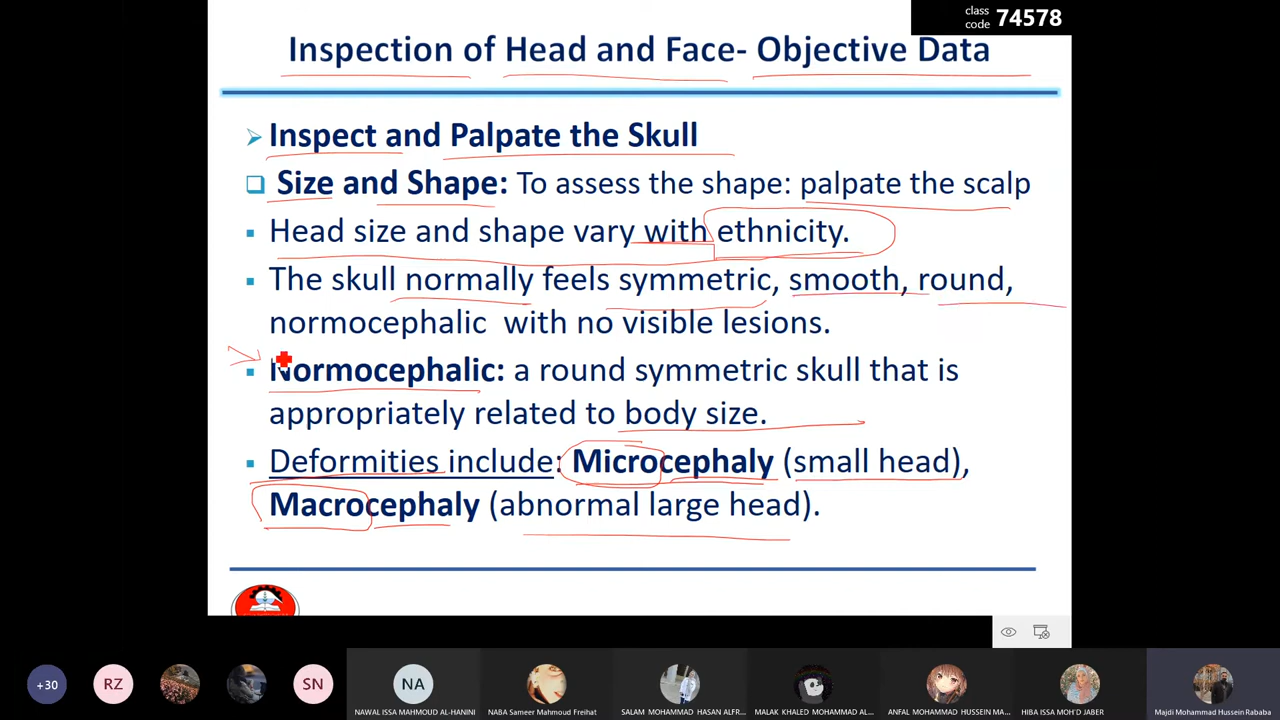 class
code 74578
Inspection of Head and Face- Objective Data
Inspect and Palpate the Skull
Size and Shape: To assess the shape: palpate the scalp
Head size and shape vary with ethnicity.
The skull normally feels symmetric, smooth, round,
normocephalic with no visible lesions.
Normocephalic: a round symmetric skull that is
appropriately related to body size.
Deformities include: Microcephaly (small head),
Macrocephaly (abnormal large head).
+30
RZ
SN
NA
NAWAL ISSA MAHMOUD AL-HANINI
NABA Sameer Mahmoud Freihat
SALAM MOHAMMAD HASAN ALFR...
MALAK KHALED MOHAMMAD AL...
ANFAL MOHAMMAD HUSSEIN MA...
HIBA ISSA MOH'D JABER
Majdi Mohammad Hussein Rababa